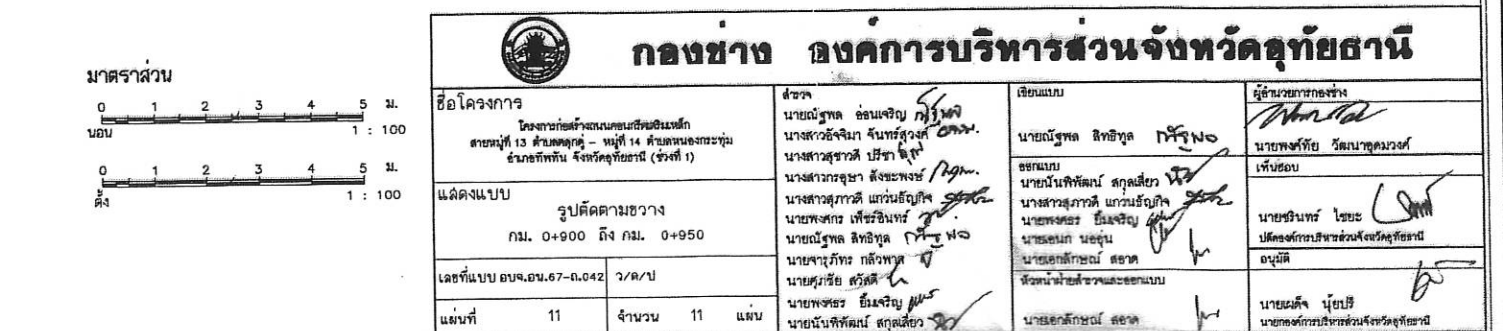 กองช่าง องค์การบริหารส่วนจังหวัดอุทัยธานี
มาตราส่วน
0 1 2 3 4 5 ม.
นอน 1 : 100
0 1 2 3 4 5 ม.
ตั้ง 1 : 100
ชื่อโครงการ
โครงการก่อสร้างถนนคอนกรีตเสริมเหล็ก
สายหมู่ที่ 13 ตำบลตลุกดู่ – หมู่ที่ 14 ตำบลหนองกระทุ่ม
อำเภอทัพทัน จังหวัดอุทัยธานี (ช่วงที่ 1)
แสดงแบบ
รูปตัดตามขวาง
กม. 0+900 ถึง กม. 0+950
เลขที่แบบ อบจ.อน.67-ถ.042 ว/ด/ป
แผ่นที่ 11 จำนวน 11 แผ่น
สำรวจ
นายณัฐพล อ่อนเจริญ
นางสาวอัจจิมา จันทร์สุวงค์
นางสาวสุชาวดี ปรีชา
นางสาวกรอุษา สังขะพงษ์
นางสาวสุภาวดี แก่วนธัญกิจ
นายพงศกร เพ็ชร์อินทร์
นายณัฐพล สิทธิทูล
นายจารุภัทร กลัวพาล
นายศุภชัย สวัสดี
นายพงศธร ยิ้มเจริญ
นายนันพิพัฒน์ สกุลเสี่ยว
เขียนแบบ
นายณัฐพล สิทธิทูล
ออกแบบ
นายนันพิพัฒน์ สกุลเสี่ยว
นางสาวสุภาวดี แก่วนธัญกิจ
นายพงศธร ยิ้มเจริญ
นายเอนก นออุ่น
นายเอกลักษณ์ สอาด
หัวหน้าฝ่ายสำรวจและออกแบบ
นายเอกลักษณ์ สอาด
ผู้อำนวยการกองช่าง
นายพงศ์ทัย วัฒนาอุดมวงศ์
เห็นชอบ
นายชรินทร์ ไชยะ
ปลัดองค์การบริหารส่วนจังหวัดอุทัยธานี
อนุมัติ
นายเผด็จ นุ้ยปรี
นายกองค์การบริหารส่วนจังหวัดอุทัยธานี